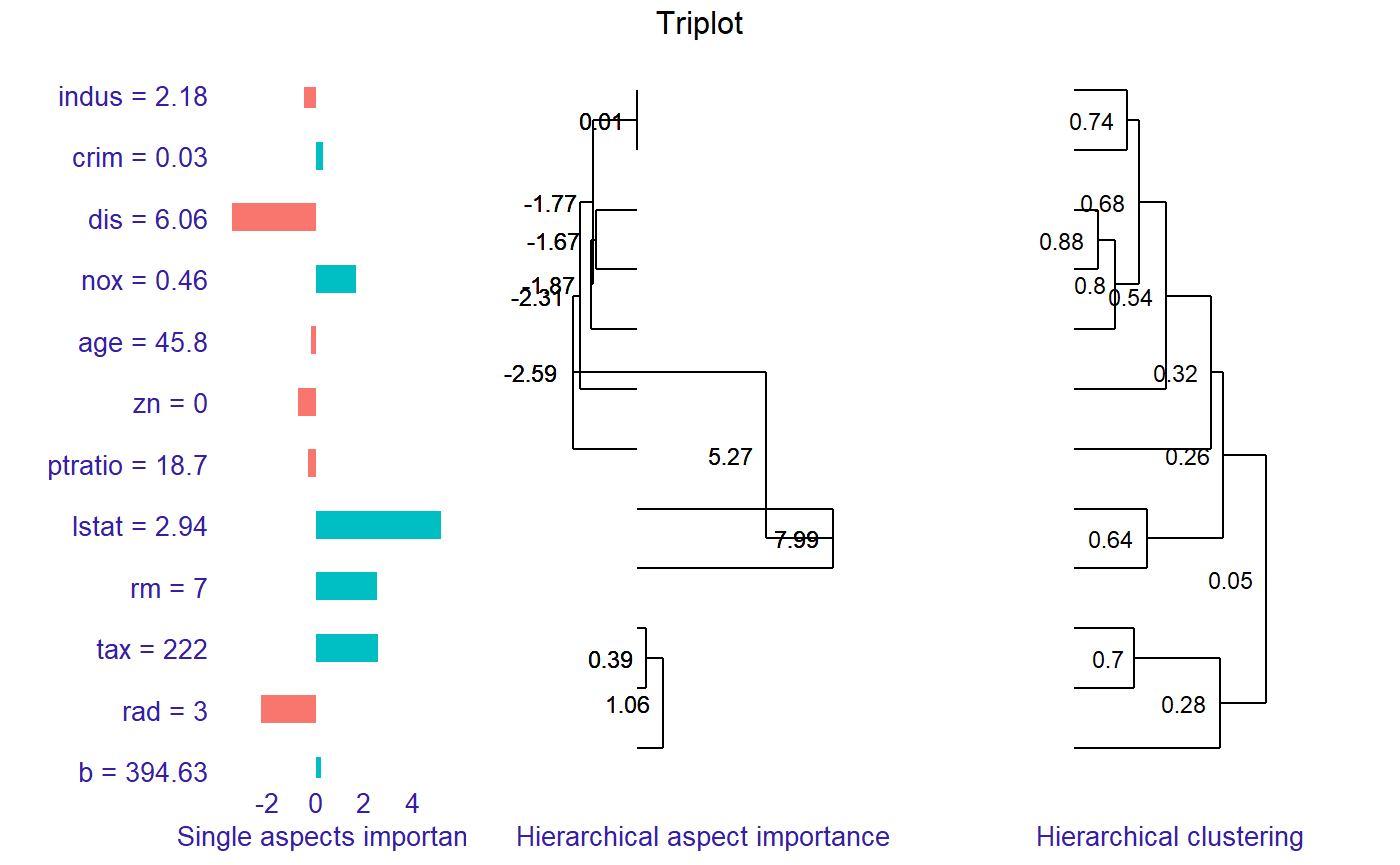 Triplot
indus = 2.18
crim = 0.03
dis = 6.06
nox = 0.46
age = 45.8
zn = 0
ptratio = 18.7
lstat = 2.94
rm = 7
tax = 222
rad = 3
b = 394.63
-2 0 2 4
Single aspects importan
0.01
-1.77
-1.67
-1.87
-2.31
-2.59
5.27
7.99
0.39
1.06
Hierarchical aspect importance
0.74
0.68
0.88
0.8
0.54
0.32
0.26
0.64
0.05
0.7
0.28
Hierarchical clustering